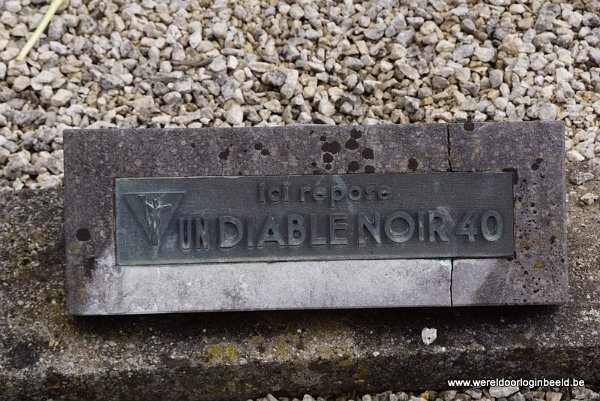 ici repose
UN DIABLE NOIR 40
www.wereldoorloginbeeld.be